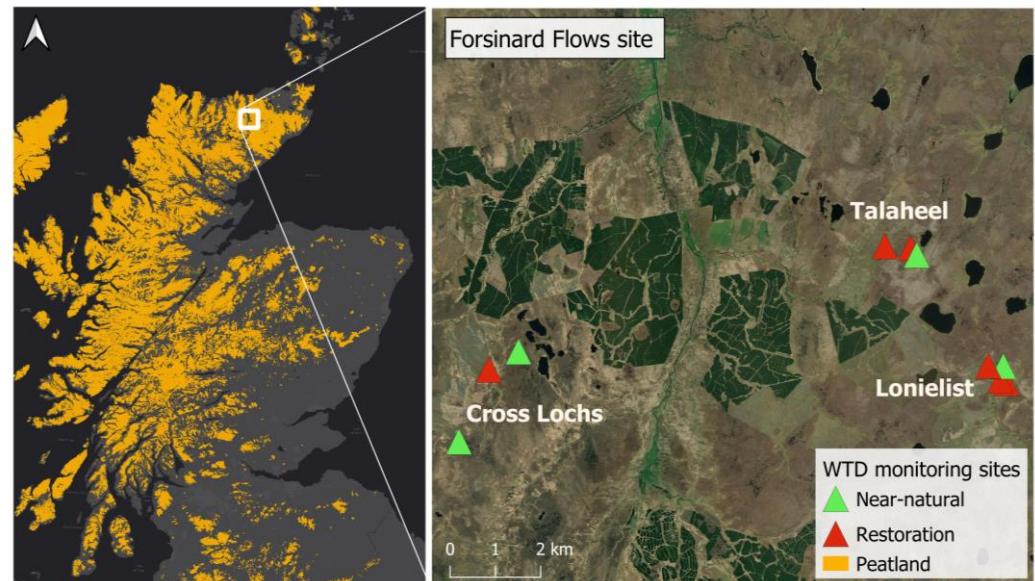 Forsinard Flows site
Talaheel
Lonielist
Cross Lochs
WTD monitoring sites
Near-natural
Restoration
Peatland
0 1 2 km